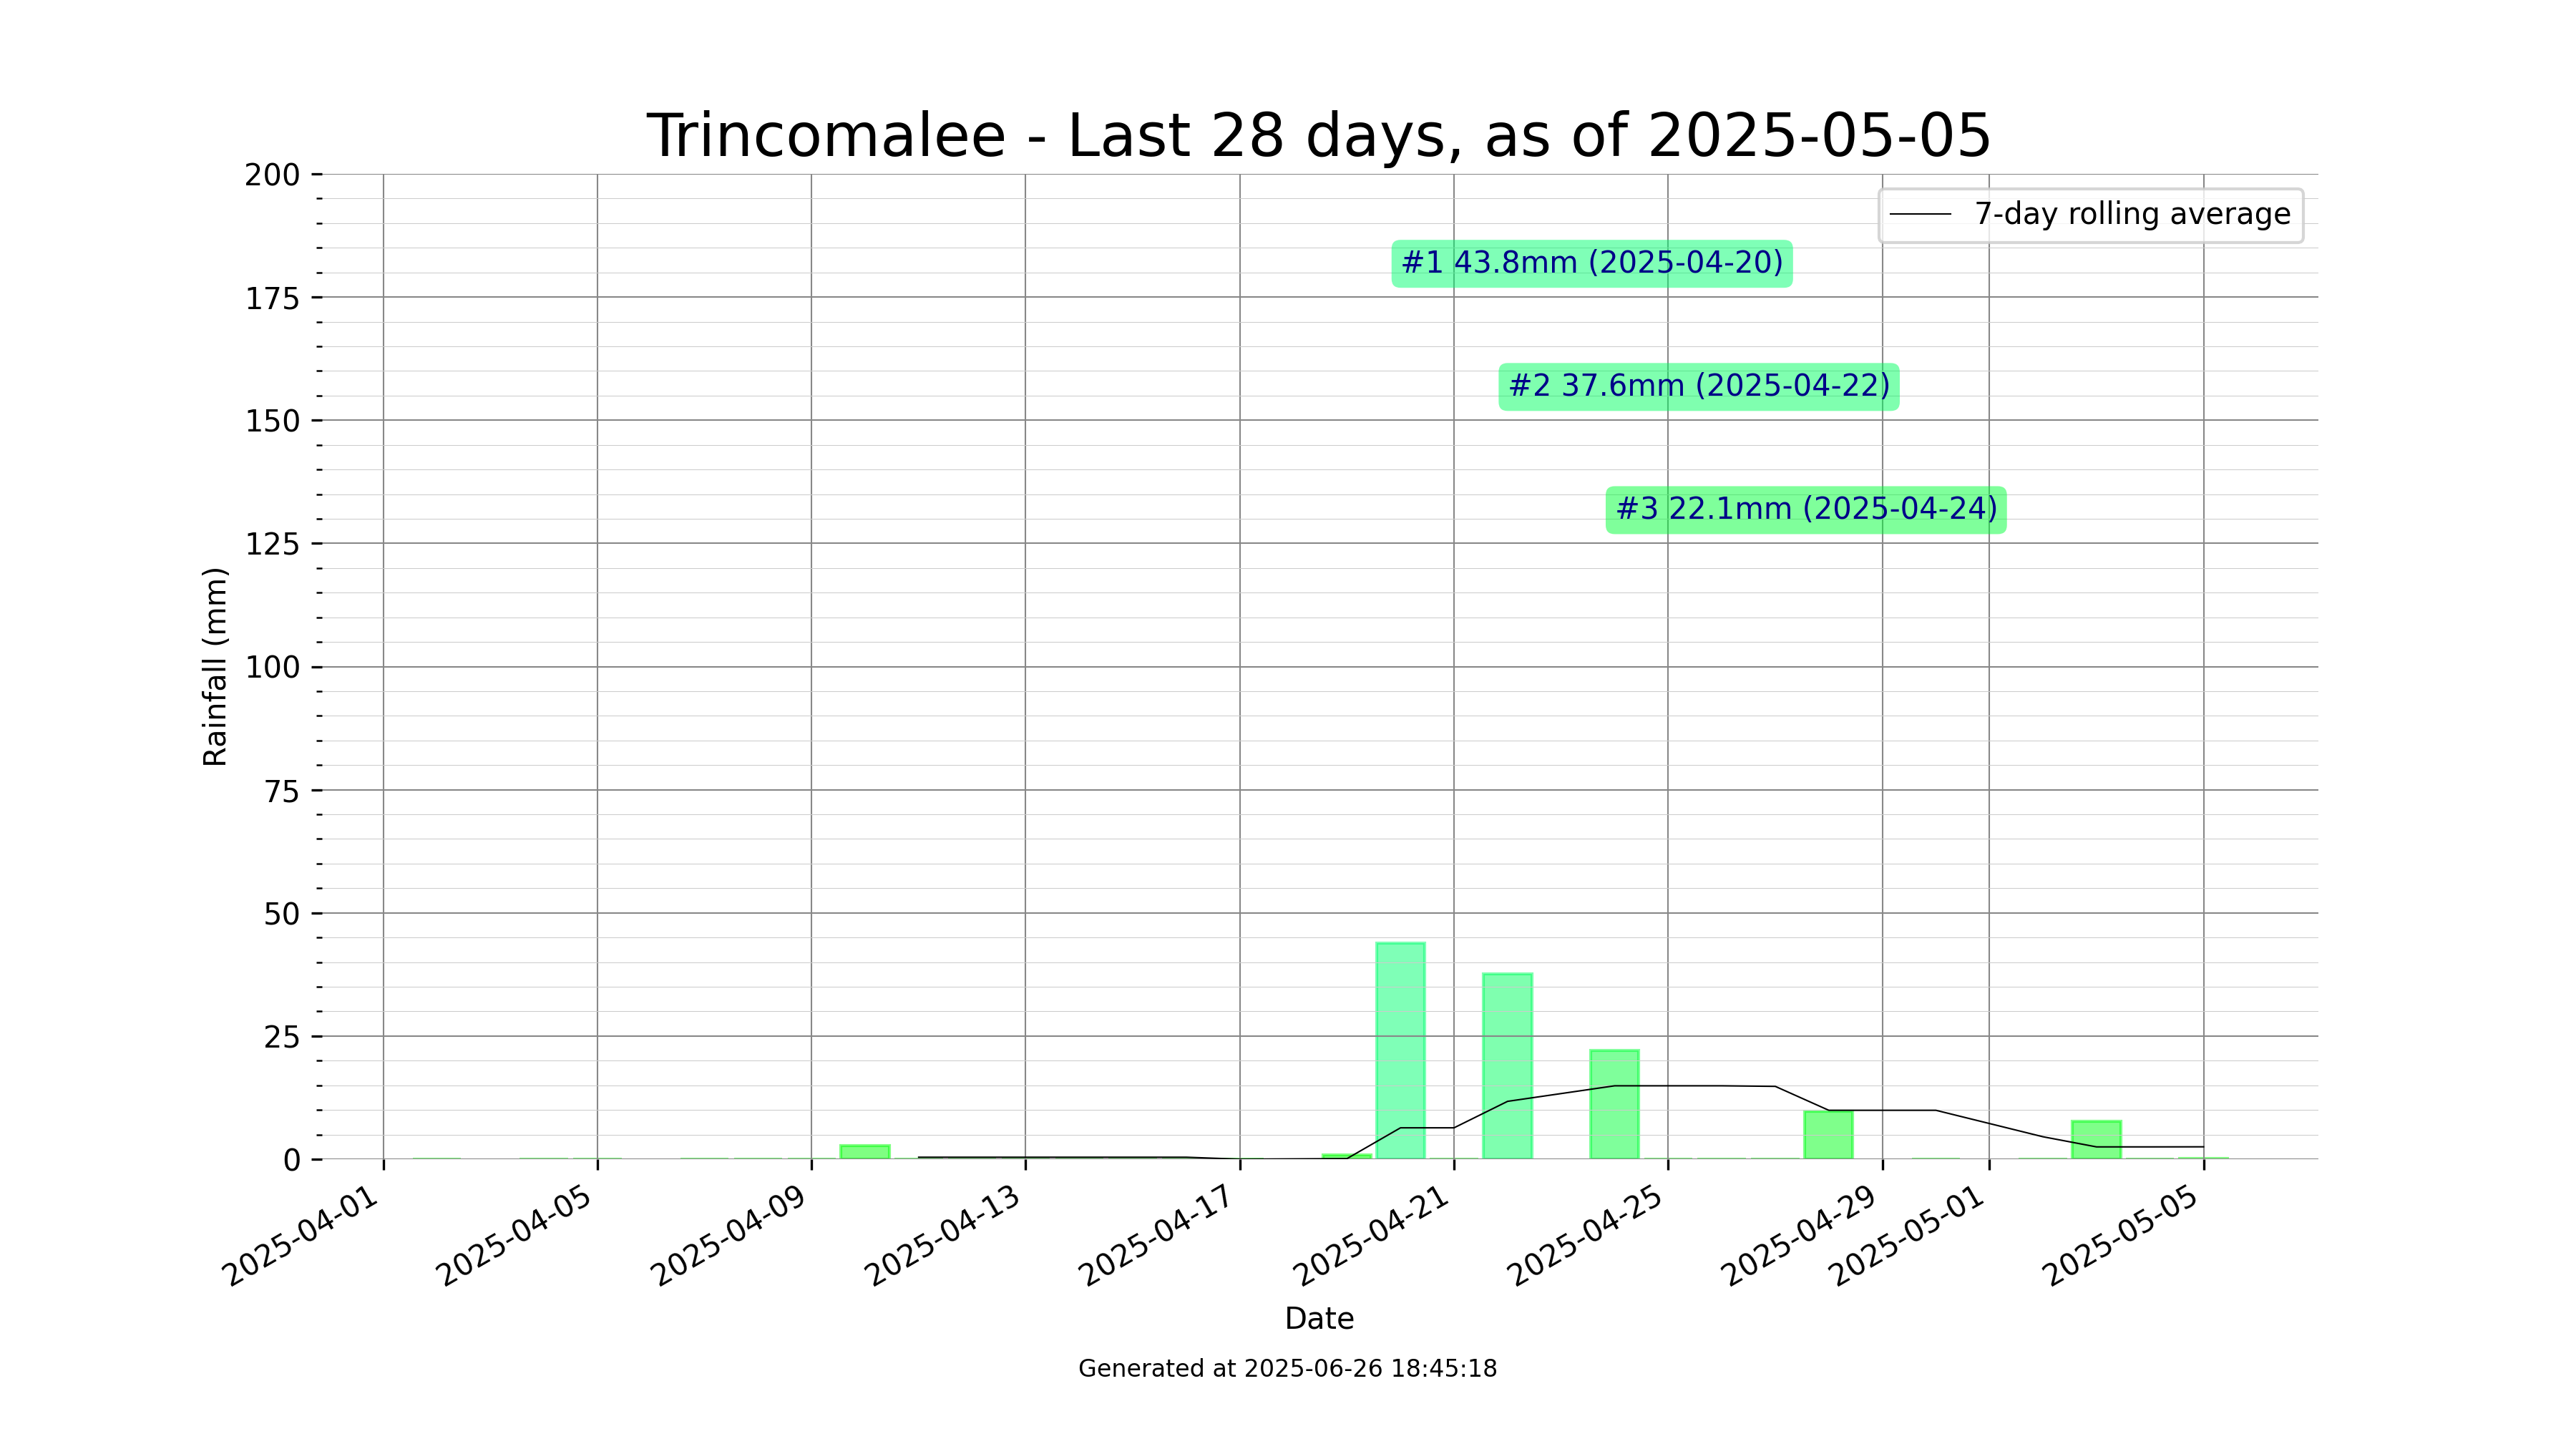 Trincomalee - Last 28 days, as of 2025-05-05
7-day rolling average
#1 43.8mm (2025-04-20)
#2 37.6mm (2025-04-22)
#3 22.1mm (2025-04-24)
Rainfall (mm)
200
175
150
125
100
75
50
25
0
2025-04-01
2025-04-05
2025-04-09
2025-04-13
2025-04-17
2025-04-21
2025-04-25
2025-04-29
2025-05-01
2025-05-05
Date
Generated at 2025-06-26 18:45:18